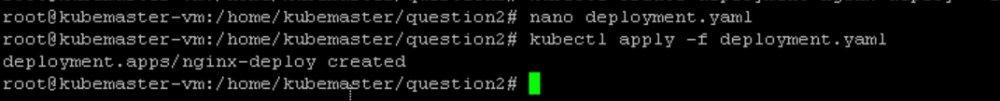 root@kubemaster-vm:/home/kubemaster/question2# nano deployment.yaml
root@kubemaster-vm:/home/kubemaster/question2# kubectl apply -f deployment.yaml
deployment.apps/nginx-deploy created
root@kubemaster-vm:/home/kubemaster/question2#